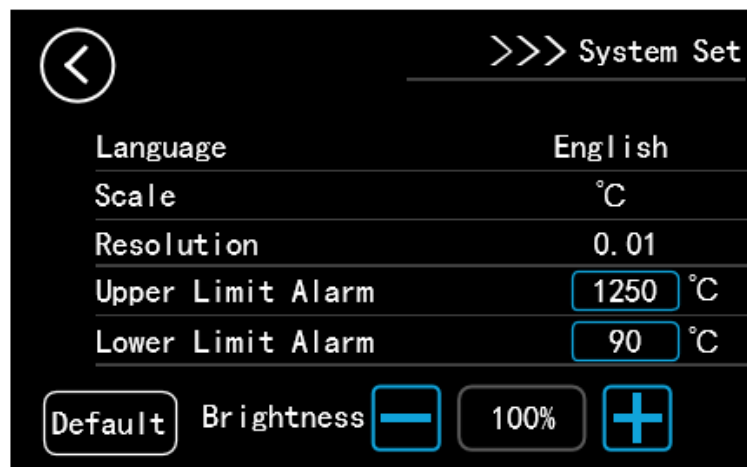 >>> System Set
Language English
Scale ℃
Resolution 0.01
Upper Limit Alarm 1250 ℃
Lower Limit Alarm 90 ℃
Default Brightness − 100% +